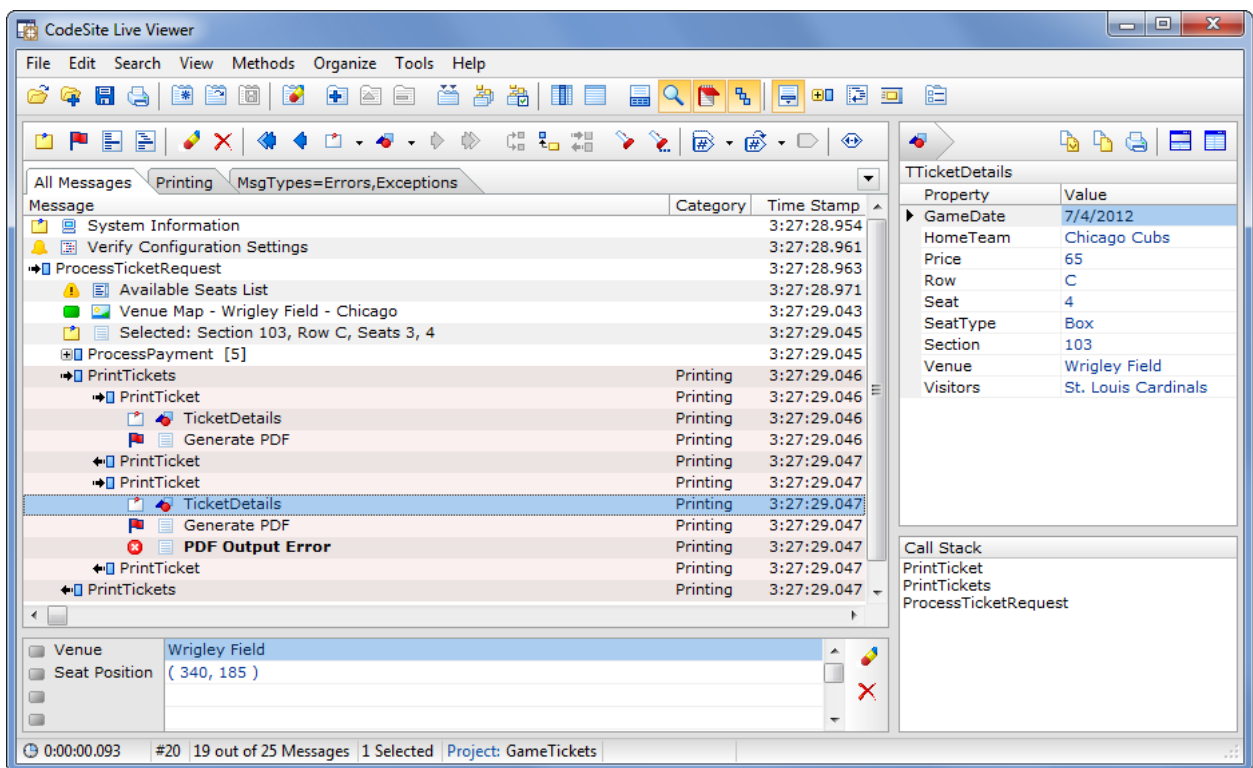 CodeSite Live Viewer
File Edit Search View Methods Organize Tools Help
All Messages Printing MsgTypes=Errors,Exceptions
Message Category Time Stamp
System Information 3:27:28.954
Verify Configuration Settings 3:27:28.961
ProcessTicketRequest 3:27:28.963
Available Seats List 3:27:28.971
Venue Map - Wrigley Field - Chicago 3:27:29.043
Selected: Section 103, Row C, Seats 3, 4 3:27:29.045
ProcessPayment [5] 3:27:29.045
PrintTickets Printing 3:27:29.046
PrintTicket Printing 3:27:29.046
TicketDetails Printing 3:27:29.046
Generate PDF Printing 3:27:29.046
PrintTicket Printing 3:27:29.047
PrintTicket Printing 3:27:29.047
TicketDetails Printing 3:27:29.047
Generate PDF Printing 3:27:29.047
PDF Output Error Printing 3:27:29.047
PrintTicket Printing 3:27:29.047
PrintTickets Printing 3:27:29.047
Venue Wrigley Field
Seat Position ( 340, 185 )
TTicketDetails
Property Value
GameDate 7/4/2012
HomeTeam Chicago Cubs
Price 65
Row C
Seat 4
SeatType Box
Section 103
Venue Wrigley Field
Visitors St. Louis Cardinals
Call Stack
PrintTicket
PrintTickets
ProcessTicketRequest
0:00:00.093 #20 19 out of 25 Messages 1 Selected Project: GameTickets